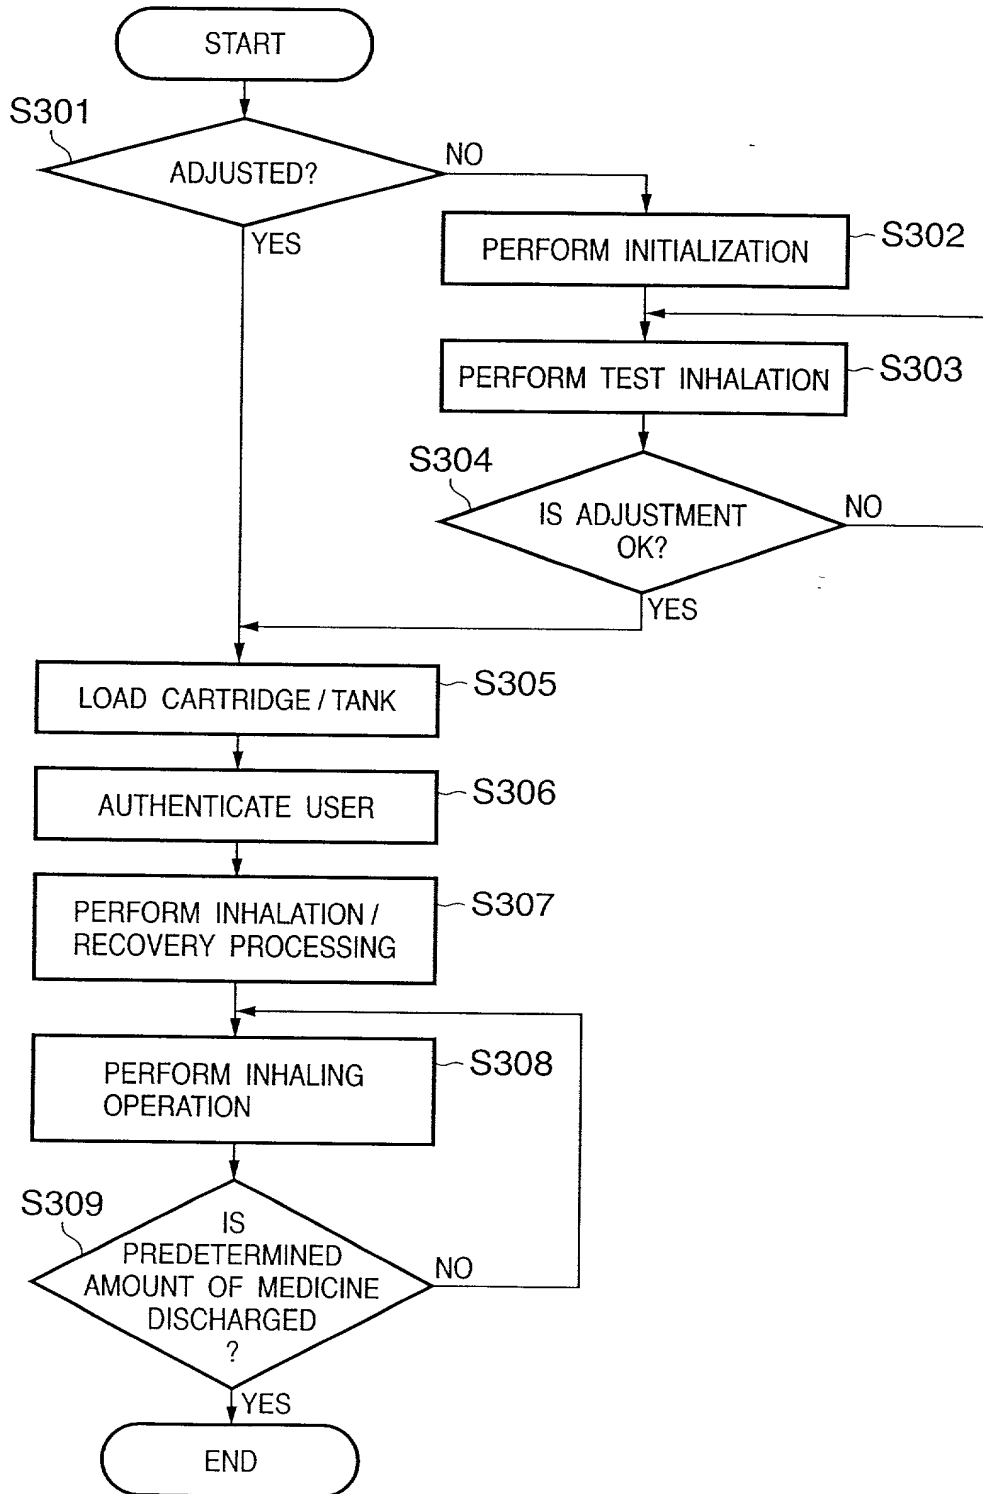 START
S301
ADJUSTED?
NO
YES
PERFORM INITIALIZATION
S302
PERFORM TEST INHALATION
S303
S304
IS ADJUSTMENT
OK?
NO
YES
LOAD CARTRIDGE / TANK
S305
AUTHENTICATE USER
S306
PERFORM INHALATION /
RECOVERY PROCESSING
S307
PERFORM INHALING
OPERATION
S308
S309
IS
PREDETERMINED
AMOUNT OF MEDICINE
DISCHARGED
?
NO
YES
END